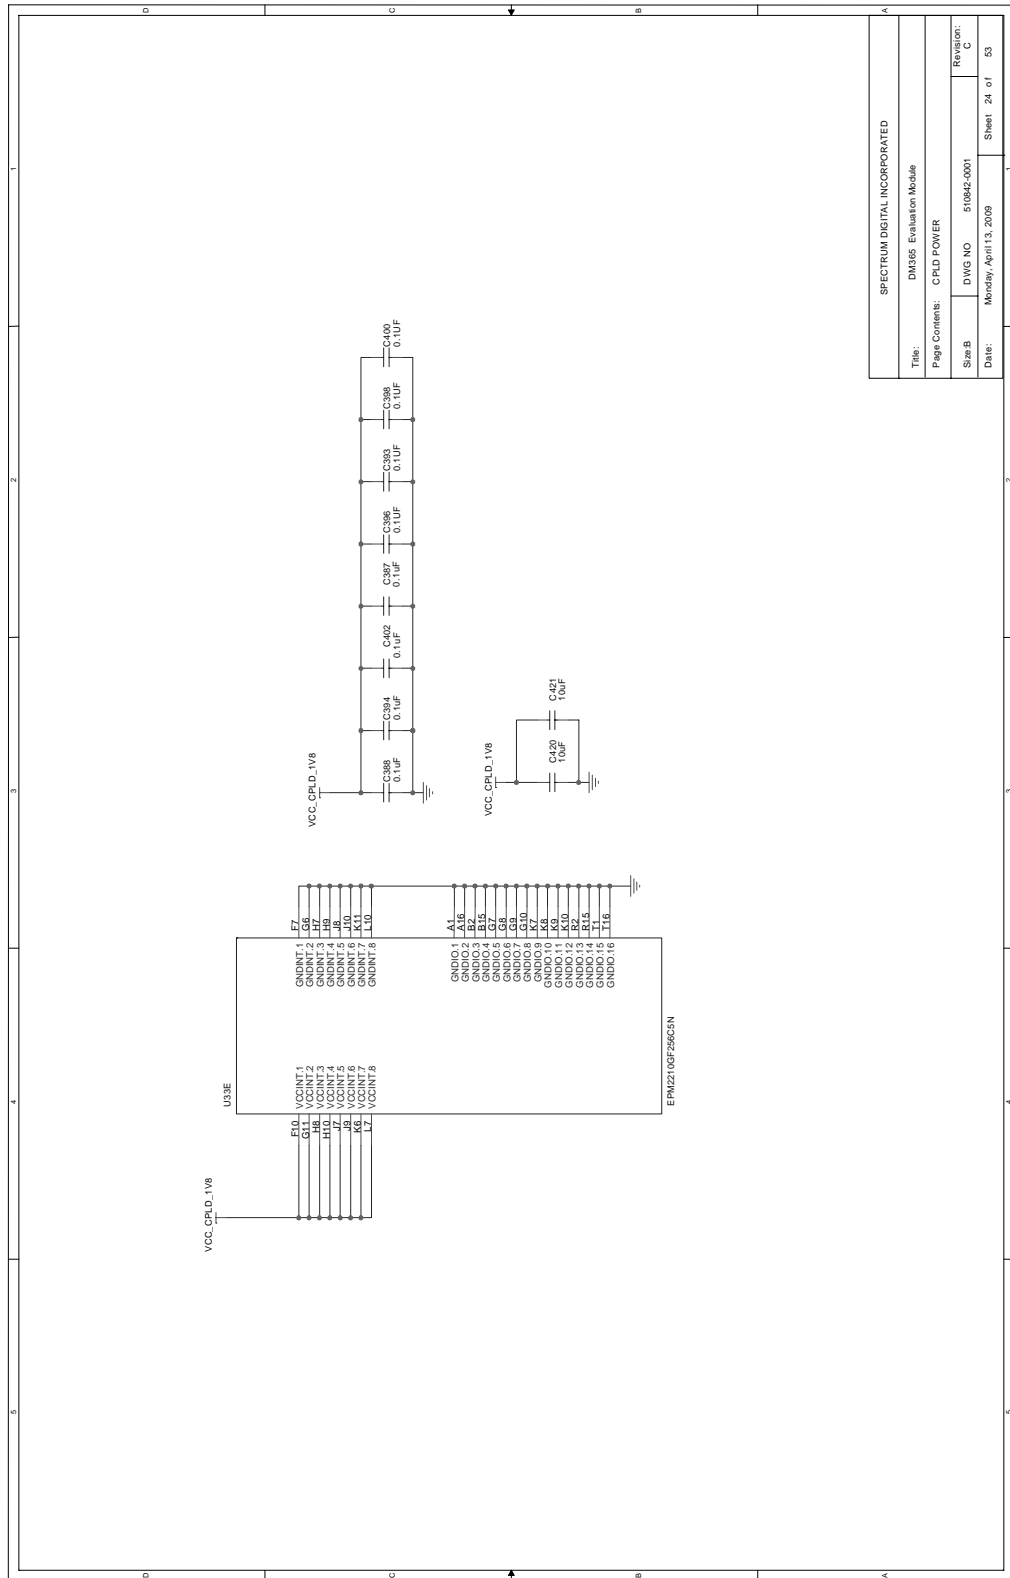 5
4
3
2
1
D
D
C
C
B
B
A
A
VCC_CPLD_1V8
U33E
F10 VCCINT.1 GNDINT.1 F7
G11 VCCINT.2 GNDINT.2 G6
H8 VCCINT.3 GNDINT.3 H7
H10 VCCINT.4 GNDINT.4 H9
J7 VCCINT.5 GNDINT.5 J8
J9 VCCINT.6 GNDINT.6 J10
K6 VCCINT.7 GNDINT.7 K11
L7 VCCINT.8 GNDINT.8 L10
GNDIO.1 A1
GNDIO.2 A16
GNDIO.3 B2
GNDIO.4 B15
GNDIO.5 G7
GNDIO.6 G8
GNDIO.7 G9
GNDIO.8 G10
GNDIO.9 K7
GNDIO.10 K8
GNDIO.11 K9
GNDIO.12 K10
GNDIO.13 R2
GNDIO.14 R15
GNDIO.15 T1
GNDIO.16 T16
EPM2210GF256C5N
VCC_CPLD_1V8
C388
0.1uF
C394
0.1uF
C402
0.1uF
C387
0.1uF
C396
0.1UF
C393
0.1UF
C398
0.1UF
C400
0.1UF
VCC_CPLD_1V8
C420
10uF
C421
10uF
SPECTRUM DIGITAL INCORPORATED
Title: DM365 Evaluation Module
Page Contents: CPLD POWER
Size:B DWG NO 510842-0001 Revision: C
Date: Monday, April 13, 2009 Sheet 24 of 53
5
4
3
2
1